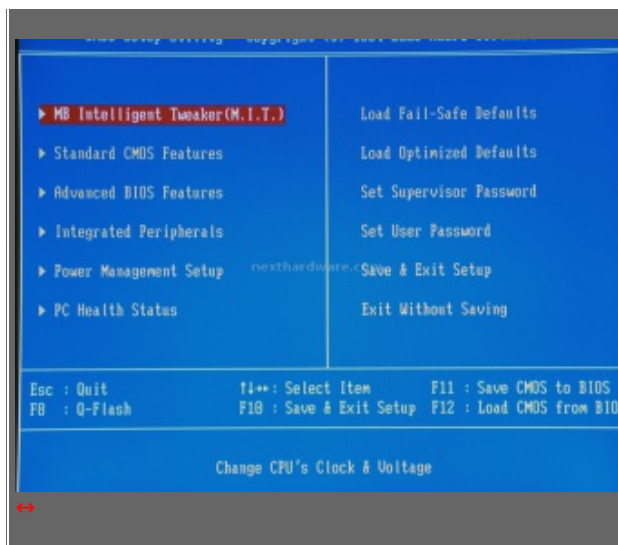 MB Intelligent Tweaker(M.I.T.)
Standard CMOS Features
Advanced BIOS Features
Integrated Peripherals
Power Management Setup
PC Health Status
Load Fail-Safe Defaults
Load Optimized Defaults
Set Supervisor Password
Set User Password
Save & Exit Setup
Exit Without Saving
nexthardware.com
Esc : Quit ↑↓→←: Select Item F11 : Save CMOS to BIOS
F8 : Q-Flash F10 : Save & Exit Setup F12 : Load CMOS from BIO
Change CPU's Clock & Voltage